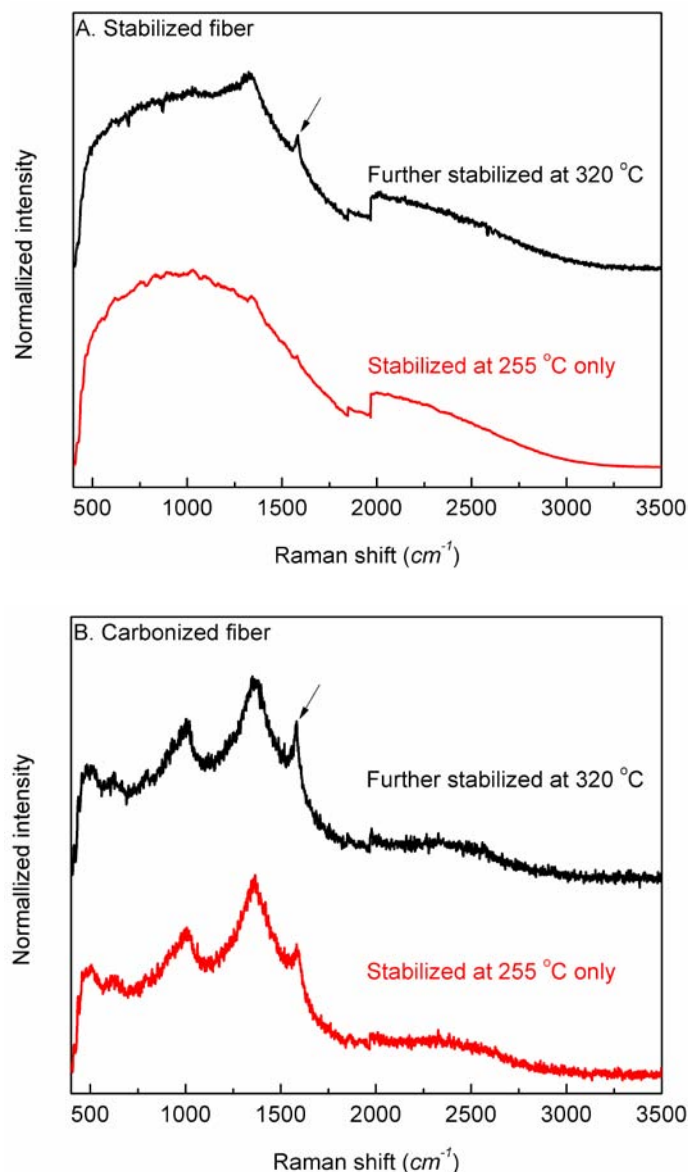 A. Stabilized fiber
Further stabilized at 320 °C
Stabilized at 255 °C only
Normallized intensity
500 1000 1500 2000 2500 3000 3500
Raman shift (cm⁻¹)
B. Carbonized fiber
Further stabilized at 320 °C
Stabilized at 255 °C only
Normallized intensity
500 1000 1500 2000 2500 3000 3500
Raman shift (cm⁻¹)